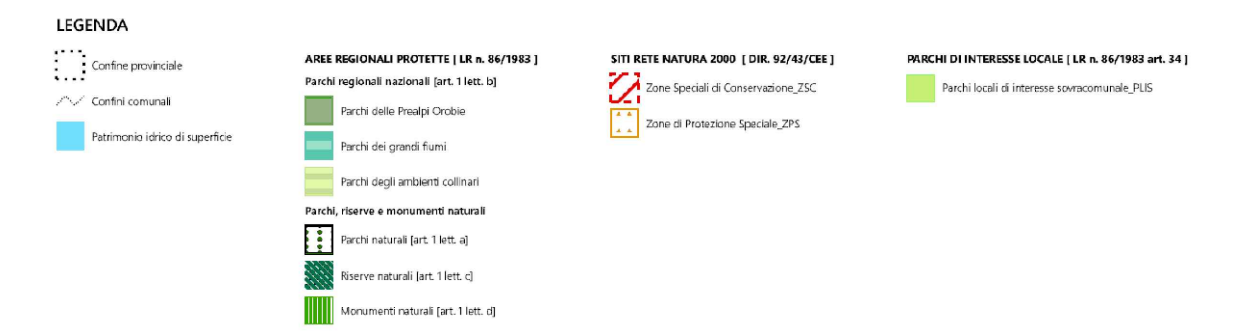 LEGENDA
Confine provinciale
Confini comunali
Patrimonio idrico di superficie
AREE REGIONALI PROTETTE [ LR n. 86/1983 ]
Parchi regionali nazionali [art. 1 lett. b]
Parchi delle Prealpi Orobie
Parchi dei grandi fiumi
Parchi degli ambienti collinari
Parchi, riserve e monumenti naturali
Parchi naturali [art. 1 lett. a]
Riserve naturali [art. 1 lett. c]
Monumenti naturali [art. 1 lett. d]
SITI RETE NATURA 2000 [ DIR. 92/43/CEE ]
Zone Speciali di Conservazione_ZSC
Zone di Protezione Speciale_ZPS
PARCHI DI INTERESSE LOCALE [ LR n. 86/1983 art. 34 ]
Parchi locali di interesse sovracomunale_PLIS